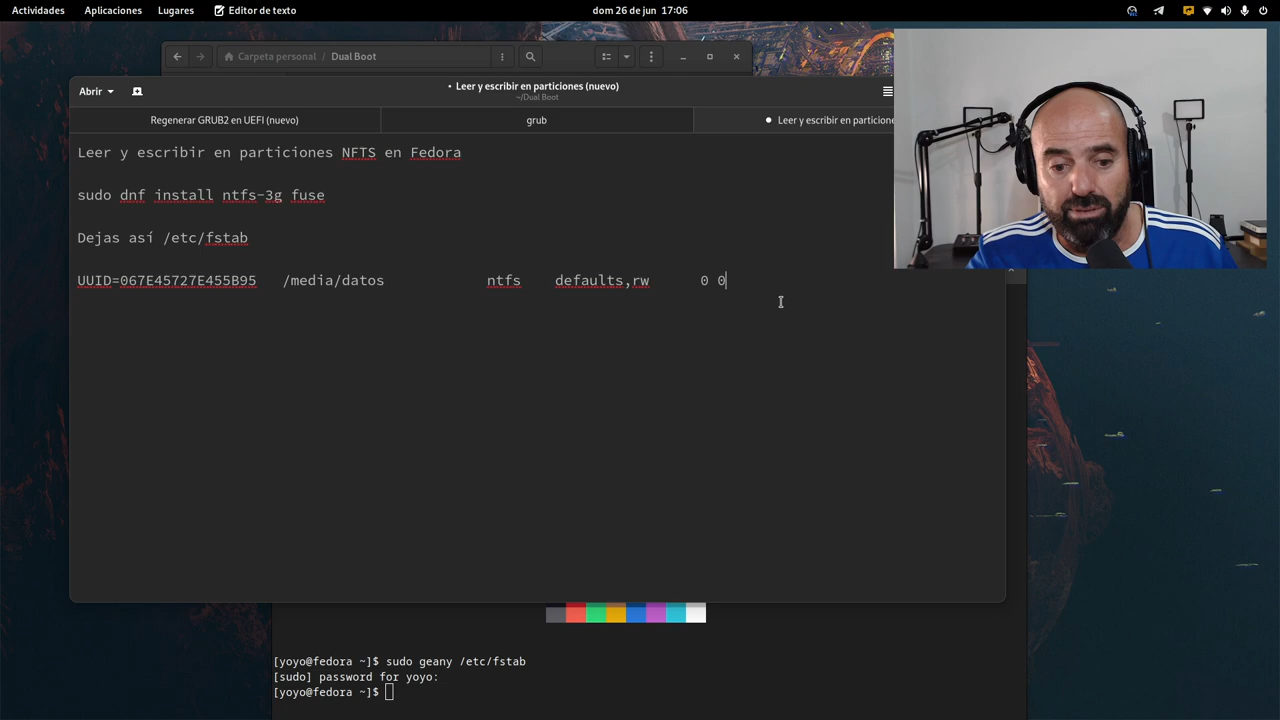 Actividades Aplicaciones Lugares Editor de texto dom 26 de jun 17:06
Carpeta personal / Dual Boot
Abrir • Leer y escribir en particiones (nuevo)
~/Dual Boot
Regenerar GRUB2 en UEFI (nuevo) grub ● Leer y escribir en particione
Leer y escribir en particiones NFTS en Fedora
sudo dnf install ntfs-3g fuse
Dejas así /etc/fstab
UUID=067E45727E455B95 /media/datos ntfs defaults,rw 0 0
[yoyo@fedora ~]$ sudo geany /etc/fstab
[sudo] password for yoyo:
[yoyo@fedora ~]$